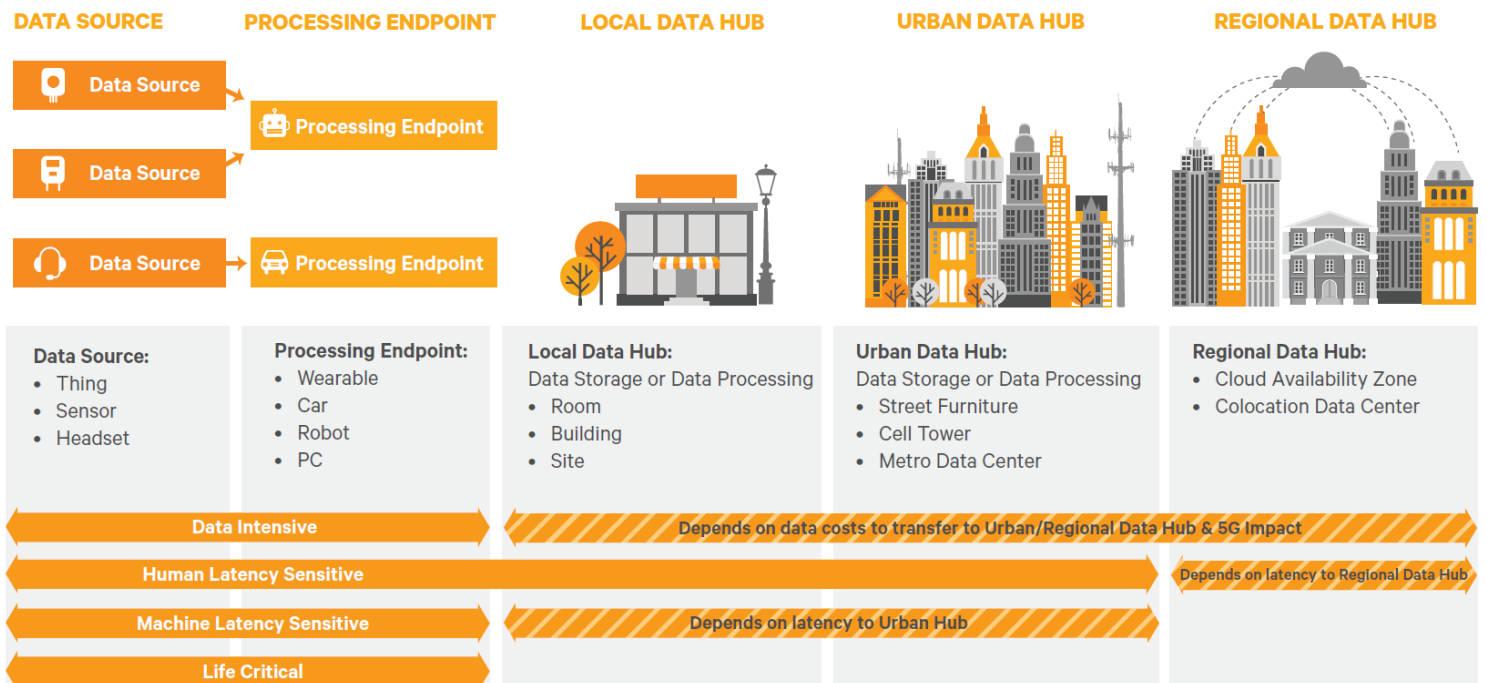 DATA SOURCE
PROCESSING ENDPOINT
LOCAL DATA HUB
URBAN DATA HUB
REGIONAL DATA HUB
Data Source
Processing Endpoint
Data Source
Data Source
Processing Endpoint
Data Source:
• Thing
• Sensor
• Headset
Processing Endpoint:
• Wearable
• Car
• Robot
• PC
Local Data Hub:
Data Storage or Data Processing
• Room
• Building
• Site
Urban Data Hub:
Data Storage or Data Processing
• Street Furniture
• Cell Tower
• Metro Data Center
Regional Data Hub:
• Cloud Availability Zone
• Colocation Data Center
Data Intensive
Depends on data costs to transfer to Urban/Regional Data Hub & 5G Impact
Human Latency Sensitive
Depends on latency to Regional Data Hub
Machine Latency Sensitive
Depends on latency to Urban Hub
Life Critical